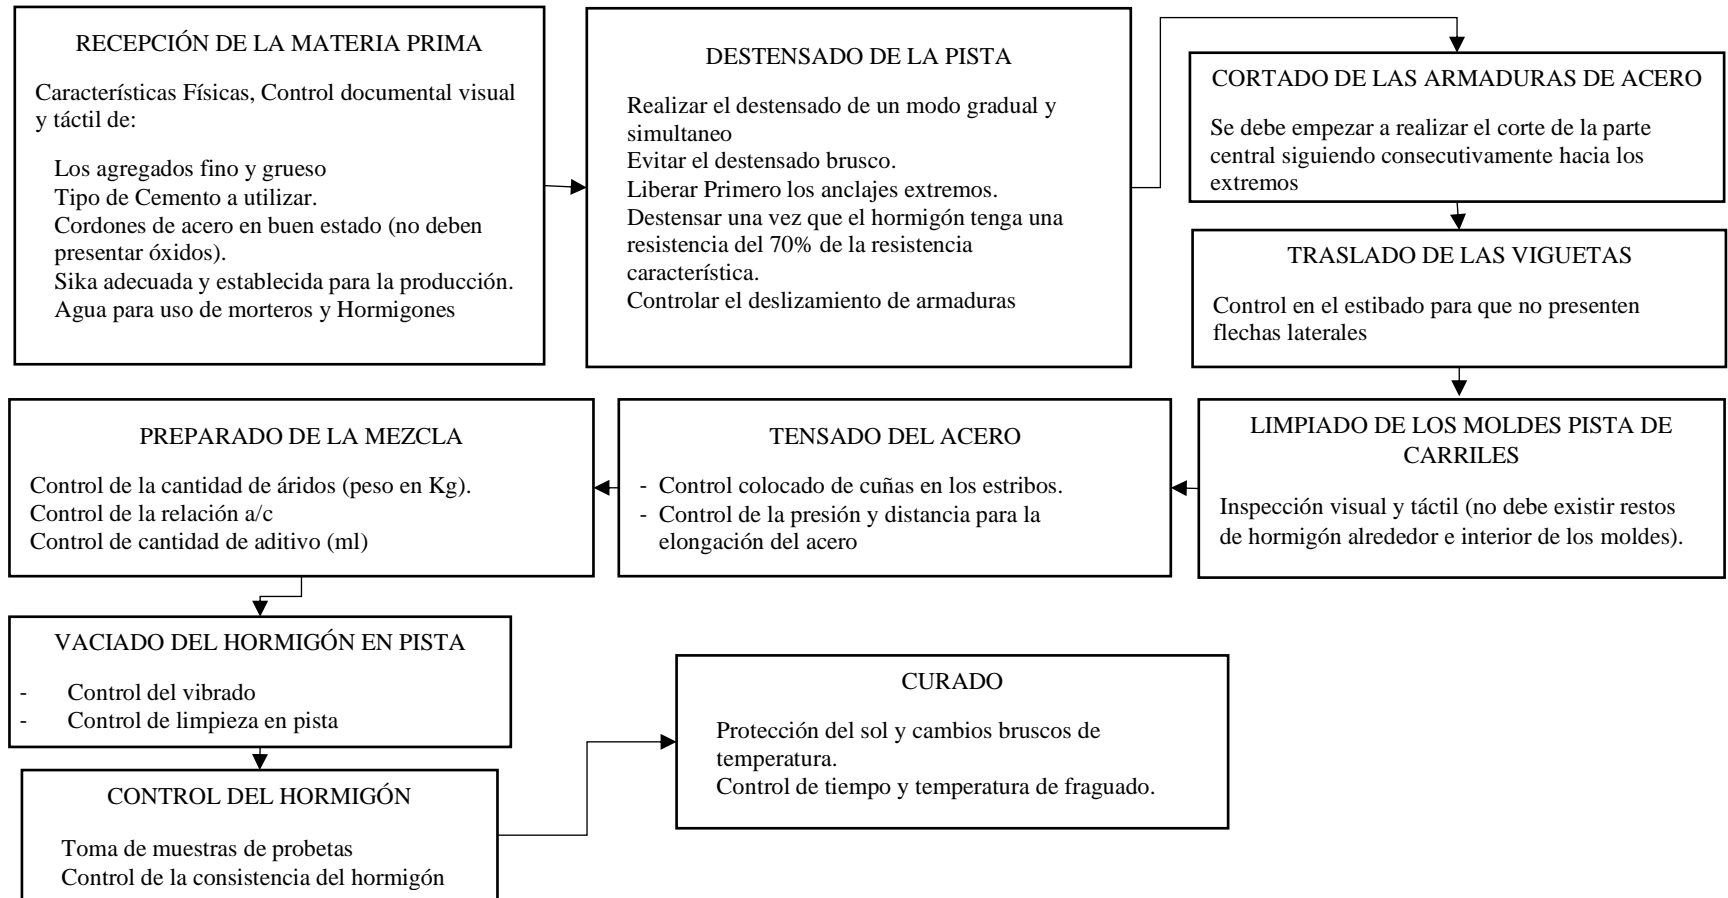 RECEPCIÓN DE LA MATERIA PRIMA
Características Físicas, Control documental visual
y táctil de:
Los agregados fino y grueso
Tipo de Cemento a utilizar.
Cordones de acero en buen estado (no deben
presentar óxidos).
Sika adecuada y establecida para la producción.
Agua para uso de morteros y Hormigones
DESTENSADO DE LA PISTA
Realizar el destensado de un modo gradual y
simultaneo
Evitar el destensado brusco.
Liberar Primero los anclajes extremos.
Destensar una vez que el hormigón tenga una
resistencia del 70% de la resistencia
característica.
Controlar el deslizamiento de armaduras
CORTADO DE LAS ARMADURAS DE ACERO
Se debe empezar a realizar el corte de la parte
central siguiendo consecutivamente hacia los
extremos
TRASLADO DE LAS VIGUETAS
Control en el estibado para que no presenten
flechas laterales
LIMPIADO DE LOS MOLDES PISTA DE
CARRILES
Inspección visual y táctil (no debe existir restos
de hormigón alrededor e interior de los moldes).
TENSADO DEL ACERO
- Control colocado de cuñas en los estribos.
- Control de la presión y distancia para la
elongación del acero
PREPARADO DE LA MEZCLA
Control de la cantidad de áridos (peso en Kg).
Control de la relación a/c
Control de cantidad de aditivo (ml)
VACIADO DEL HORMIGÓN EN PISTA
- Control del vibrado
- Control de limpieza en pista
CONTROL DEL HORMIGÓN
Toma de muestras de probetas
Control de la consistencia del hormigón
CURADO
Protección del sol y cambios bruscos de
temperatura.
Control de tiempo y temperatura de fraguado.